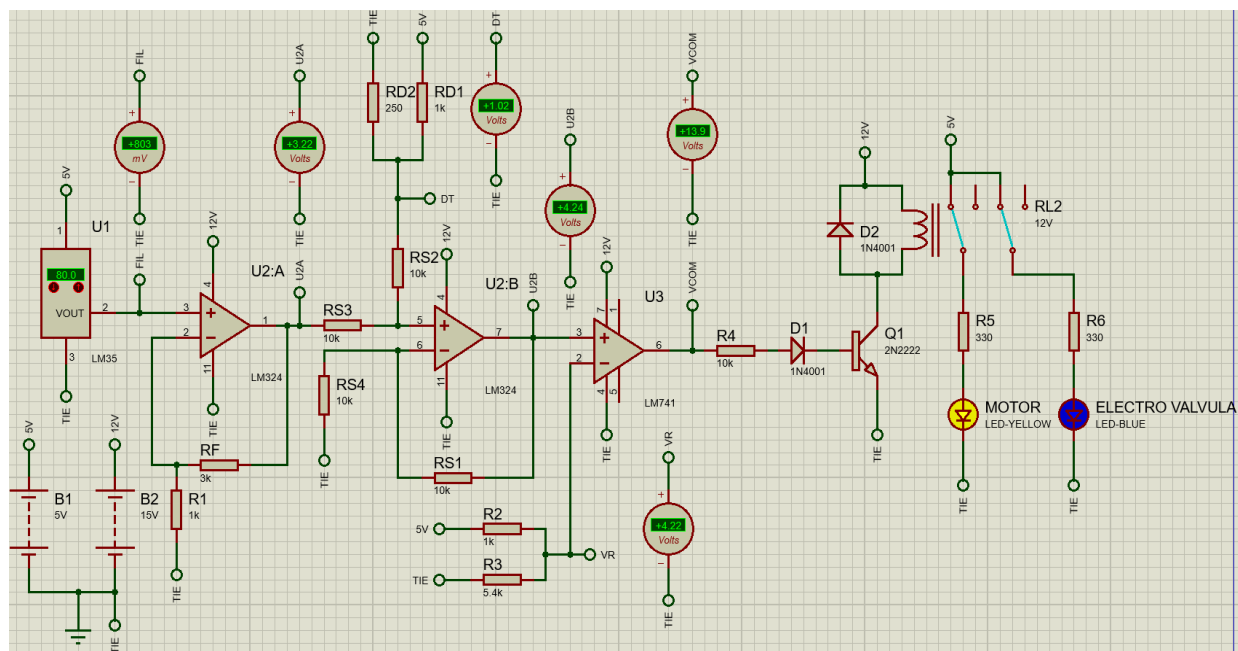 FIL
+803
mV
TIE
FIL
U2A
+3.22
Volts
TIE
U2A
TIE
5V
RD2
250
RD1
1k
DT
+1.02
Volts
TIE
DT
U2B
+4.24
Volts
TIE
U2B
VCOM
+13.9
Volts
TIE
VCOM
5V
U1
1
80.0
VOUT
2
3
LM35
TIE
12V
U2:A
4
3
2
1
11
LM324
TIE
RS3
10k
RS2
10k
12V
U2:B
4
5
6
7
11
LM324
TIE
RS4
10k
TIE
RS1
10k
12V
U3
7
1
3
2
6
4
5
LM741
TIE
R4
10k
D1
1N4001
12V
D2
1N4001
Q1
2N2222
TIE
5V
RL2
12V
R5
330
R6
330
MOTOR
LED-YELLOW
ELECTRO VALVULA
LED-BLUE
TIE
TIE
5V
B1
5V
12V
B2
15V
TIE
RF
3k
R1
1k
TIE
5V
R2
1k
TIE
R3
5.4k
VR
VR
+4.22
Volts
TIE